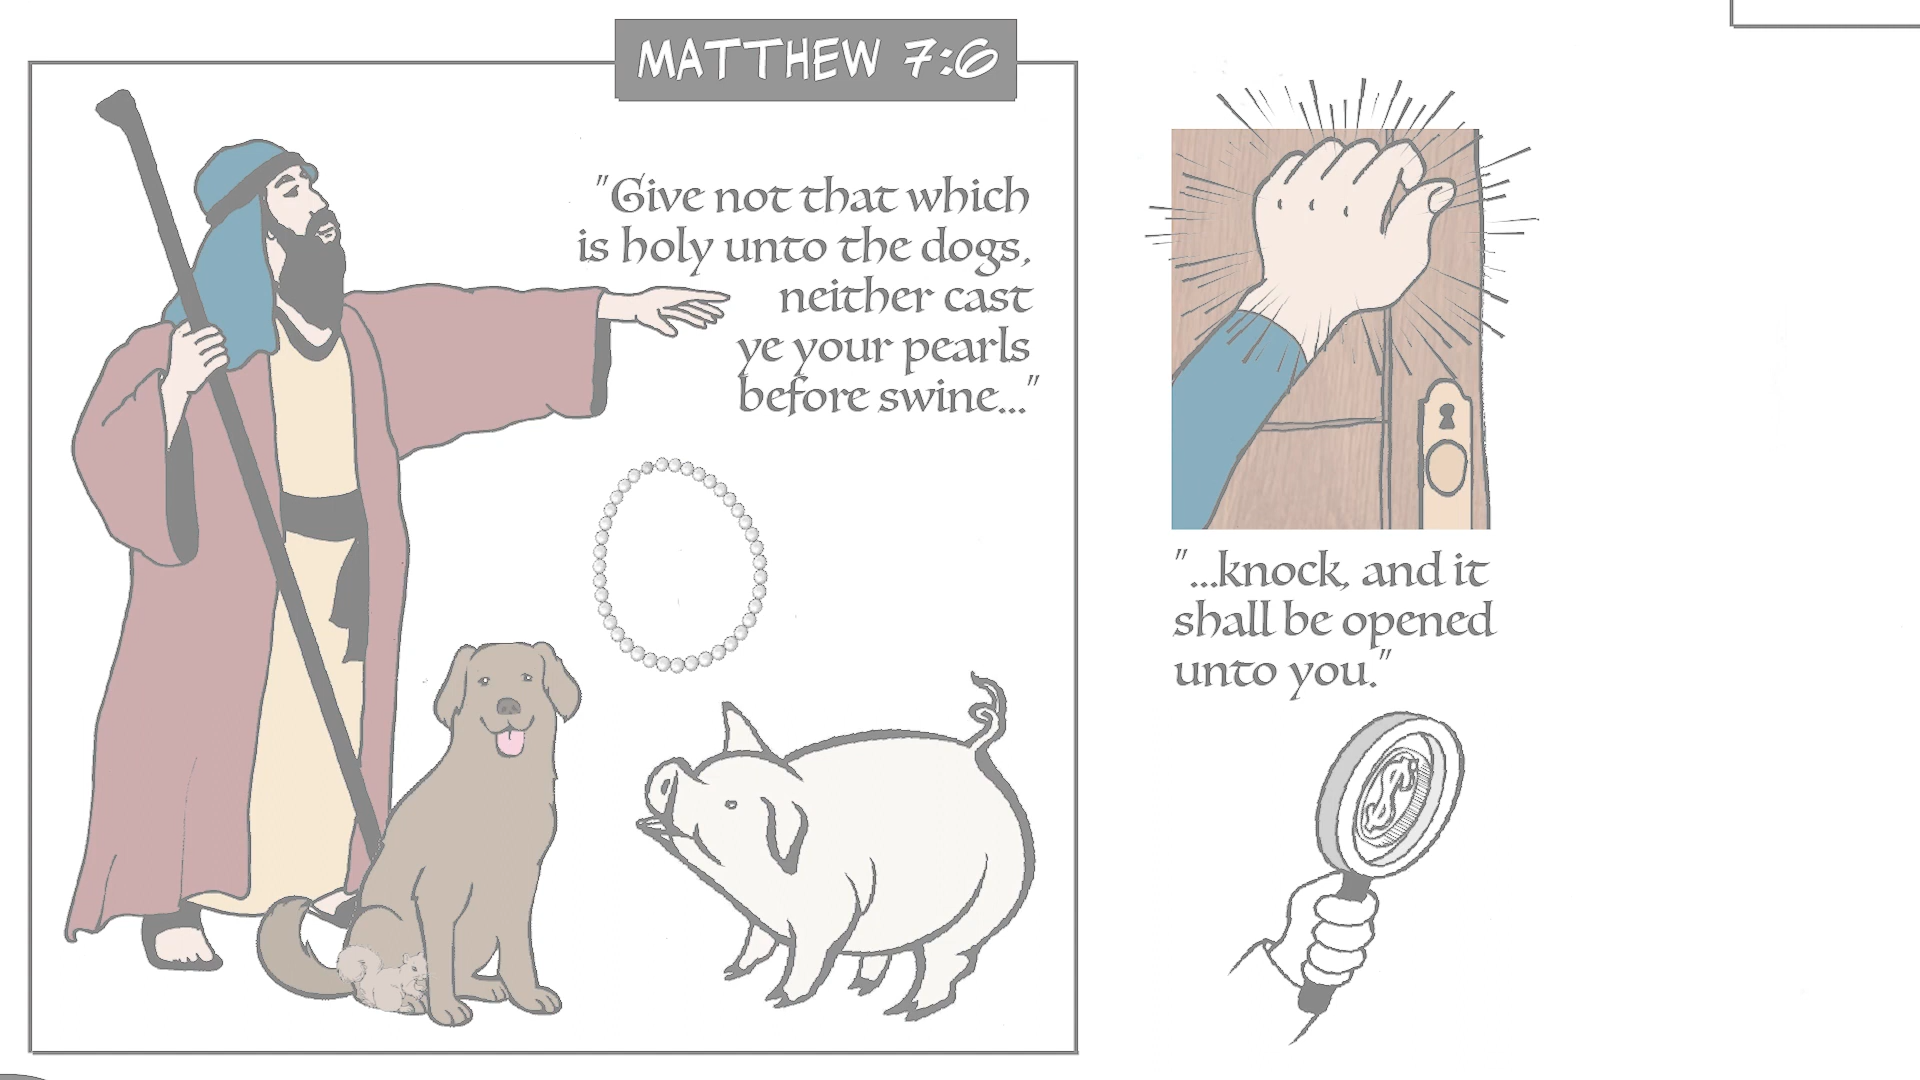 MATTHEW 7:6
"Give not that which
is holy unto the dogs,
neither cast
ye your pearls
before swine..."
"...knock, and it
shall be opened
unto you."
$